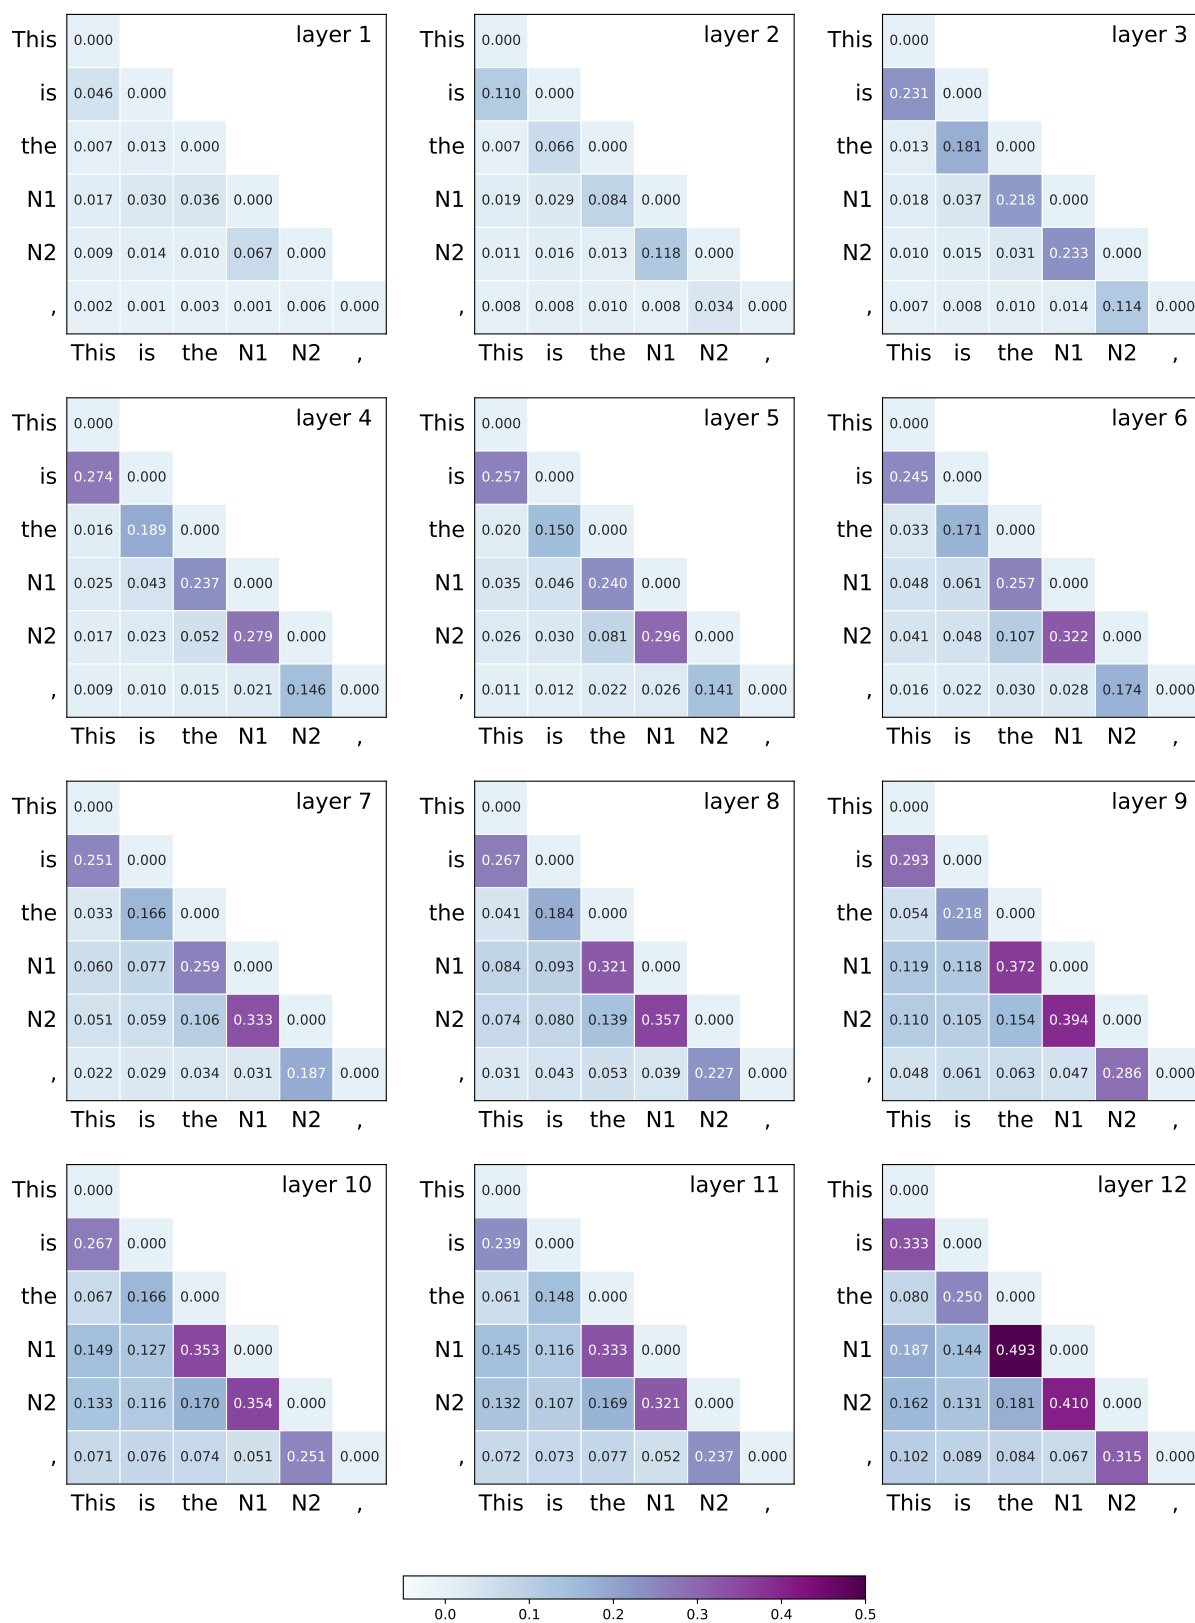 layer 1 layer 2 layer 3
This 0.000 This 0.000 This 0.000
is 0.046 0.000 is 0.110 0.000 is 0.231 0.000
the 0.007 0.013 0.000 the 0.007 0.066 0.000 the 0.013 0.181 0.000
N1 0.017 0.030 0.036 0.000 N1 0.019 0.029 0.084 0.000 N1 0.018 0.037 0.218 0.000
N2 0.009 0.014 0.010 0.067 0.000 N2 0.011 0.016 0.013 0.118 0.000 N2 0.010 0.015 0.031 0.233 0.000
, 0.002 0.001 0.003 0.001 0.006 0.000 , 0.008 0.008 0.010 0.008 0.034 0.000 , 0.007 0.008 0.010 0.014 0.114 0.000
This is the N1 N2 , This is the N1 N2 , This is the N1 N2 ,
layer 4 layer 5 layer 6
This 0.000 This 0.000 This 0.000
is 0.274 0.000 is 0.257 0.000 is 0.245 0.000
the 0.016 0.189 0.000 the 0.020 0.150 0.000 the 0.033 0.171 0.000
N1 0.025 0.043 0.237 0.000 N1 0.035 0.046 0.240 0.000 N1 0.048 0.061 0.257 0.000
N2 0.017 0.023 0.052 0.279 0.000 N2 0.026 0.030 0.081 0.296 0.000 N2 0.041 0.048 0.107 0.322 0.000
, 0.009 0.010 0.015 0.021 0.146 0.000 , 0.011 0.012 0.022 0.026 0.141 0.000 , 0.016 0.022 0.030 0.028 0.174 0.000
This is the N1 N2 , This is the N1 N2 , This is the N1 N2 ,
layer 7 layer 8 layer 9
This 0.000 This 0.000 This 0.000
is 0.251 0.000 is 0.267 0.000 is 0.293 0.000
the 0.033 0.166 0.000 the 0.041 0.184 0.000 the 0.054 0.218 0.000
N1 0.060 0.077 0.259 0.000 N1 0.084 0.093 0.321 0.000 N1 0.119 0.118 0.372 0.000
N2 0.051 0.059 0.106 0.333 0.000 N2 0.074 0.080 0.139 0.357 0.000 N2 0.110 0.105 0.154 0.394 0.000
, 0.022 0.029 0.034 0.031 0.187 0.000 , 0.031 0.043 0.053 0.039 0.227 0.000 , 0.048 0.061 0.063 0.047 0.286 0.000
This is the N1 N2 , This is the N1 N2 , This is the N1 N2 ,
layer 10 layer 11 layer 12
This 0.000 This 0.000 This 0.000
is 0.267 0.000 is 0.239 0.000 is 0.333 0.000
the 0.067 0.166 0.000 the 0.061 0.148 0.000 the 0.080 0.250 0.000
N1 0.149 0.127 0.353 0.000 N1 0.145 0.116 0.333 0.000 N1 0.187 0.144 0.493 0.000
N2 0.133 0.116 0.170 0.354 0.000 N2 0.132 0.107 0.169 0.321 0.000 N2 0.162 0.131 0.181 0.410 0.000
, 0.071 0.076 0.074 0.051 0.251 0.000 , 0.072 0.073 0.077 0.052 0.237 0.000 , 0.102 0.089 0.084 0.067 0.315 0.000
This is the N1 N2 , This is the N1 N2 , This is the N1 N2 ,
0.0 0.1 0.2 0.3 0.4 0.5